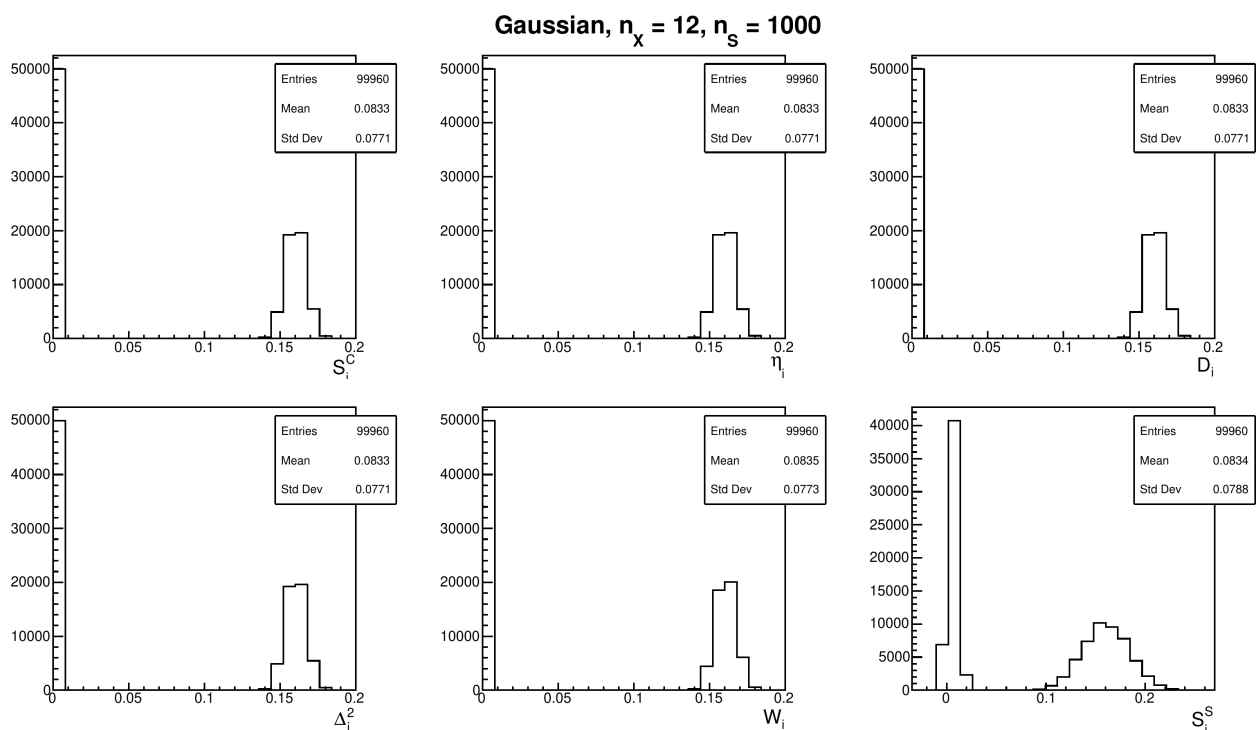 Gaussian, n_X = 12, n_S = 1000
50000
40000
30000
20000
10000
0
0 0.05 0.1 0.15 0.2
S_i^C
Entries 99960
Mean 0.0833
Std Dev 0.0771
50000
40000
30000
20000
10000
0
0 0.05 0.1 0.15 0.2
η_i
Entries 99960
Mean 0.0833
Std Dev 0.0771
50000
40000
30000
20000
10000
0
0 0.05 0.1 0.15 0.2
D_i
Entries 99960
Mean 0.0833
Std Dev 0.0771
50000
40000
30000
20000
10000
0
0 0.05 0.1 0.15 0.2
Δ_i^2
Entries 99960
Mean 0.0833
Std Dev 0.0771
50000
40000
30000
20000
10000
0
0 0.05 0.1 0.15 0.2
W_i
Entries 99960
Mean 0.0835
Std Dev 0.0773
40000
35000
30000
25000
20000
15000
10000
5000
0
0 0.1 0.2
S_i^S
Entries 99960
Mean 0.0834
Std Dev 0.0788